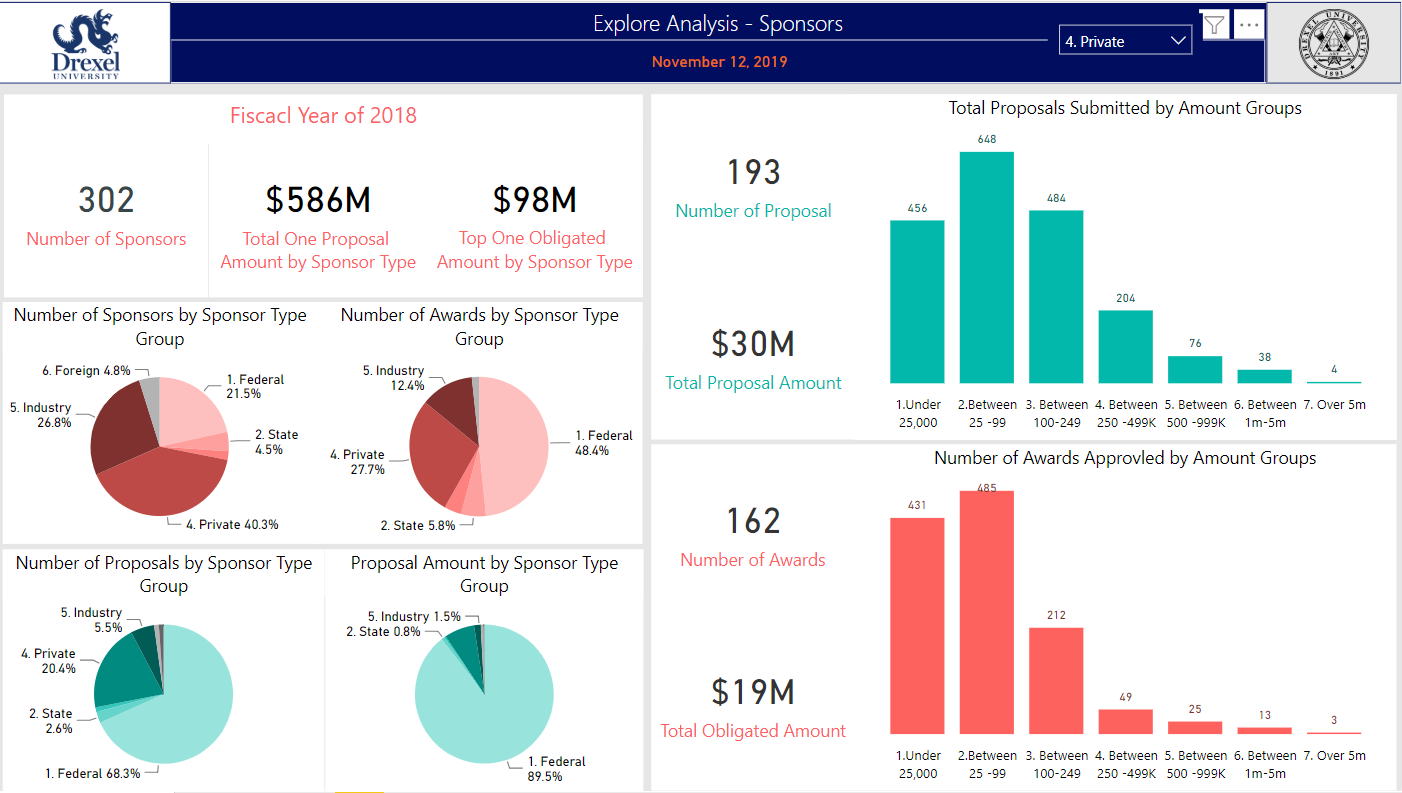 Drexel
UNIVERSITY
Explore Analysis - Sponsors
November 12, 2019
4. Private
DREXEL UNIVERSITY
1891
Fiscacl Year of 2018
302
Number of Sponsors
$586M
Total One Proposal
Amount by Sponsor Type
$98M
Top One Obligated
Amount by Sponsor Type
Number of Sponsors by Sponsor Type
Group
6. Foreign 4.8%
1. Federal
21.5%
5. Industry
26.8%
2. State
4.5%
4. Private 40.3%
Number of Awards by Sponsor Type
Group
5. Industry
12.4%
1. Federal
48.4%
4. Private
27.7%
2. State 5.8%
Number of Proposals by Sponsor Type
Group
5. Industry
5.5%
4. Private
20.4%
2. State
2.6%
1. Federal 68.3%
Proposal Amount by Sponsor Type
Group
5. Industry 1.5%
2. State 0.8%
1. Federal
89.5%
193
Number of Proposal
$30M
Total Proposal Amount
Total Proposals Submitted by Amount Groups
648
456
484
204
76
38
4
1.Under 2.Between 3. Between 4. Between 5. Between 6. Between 7. Over 5m
25,000 25 -99 100-249 250 -499K 500 -999K 1m-5m
162
Number of Awards
$19M
Total Obligated Amount
Number of Awards Approvled by Amount Groups
485
431
212
49
25
13
3
1.Under 2.Between 3. Between 4. Between 5. Between 6. Between 7. Over 5m
25,000 25 -99 100-249 250 -499K 500 -999K 1m-5m